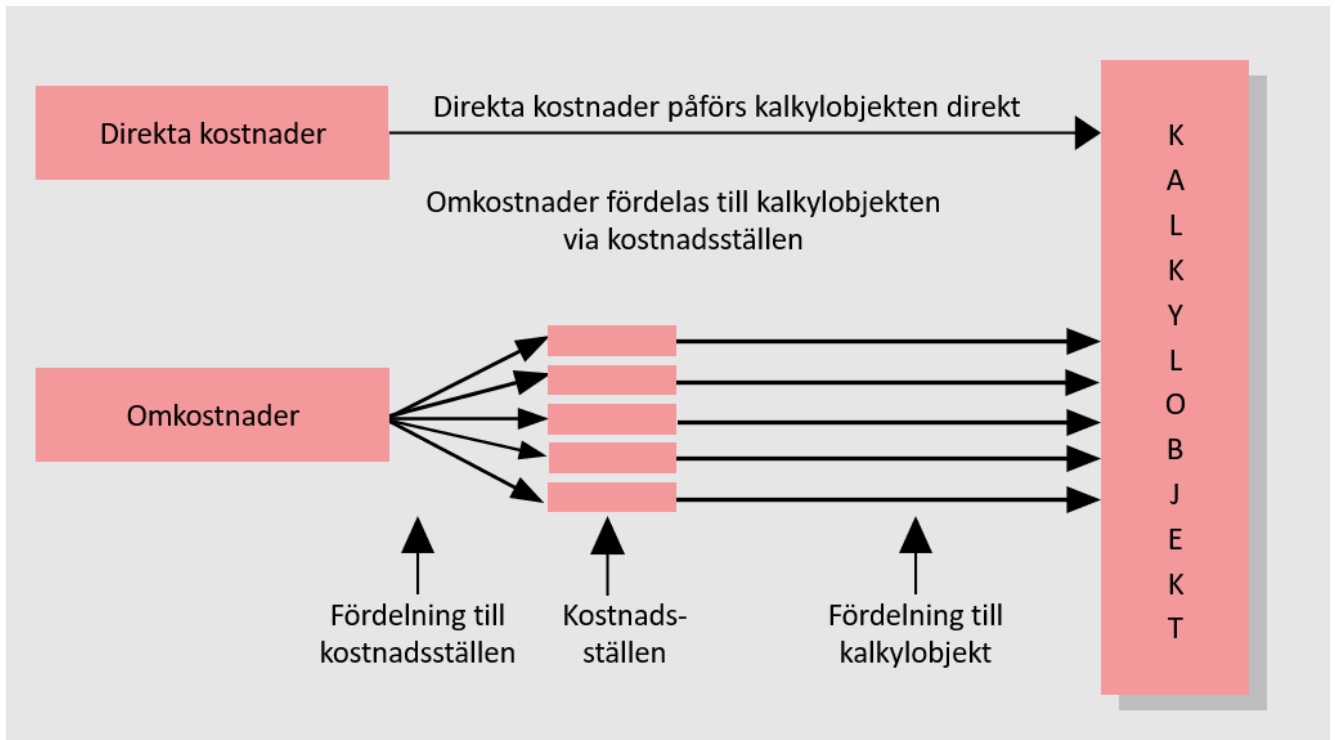 Direkta kostnader
Direkta kostnader påförs kalkylobjekten direkt
Omkostnader fördelas till kalkylobjekten
via kostnadsställen
Omkostnader
Fördelning till
kostnadsställen
Kostnads-
ställen
Fördelning till
kalkylobjekt
K
A
L
K
Y
L
O
B
J
E
K
T